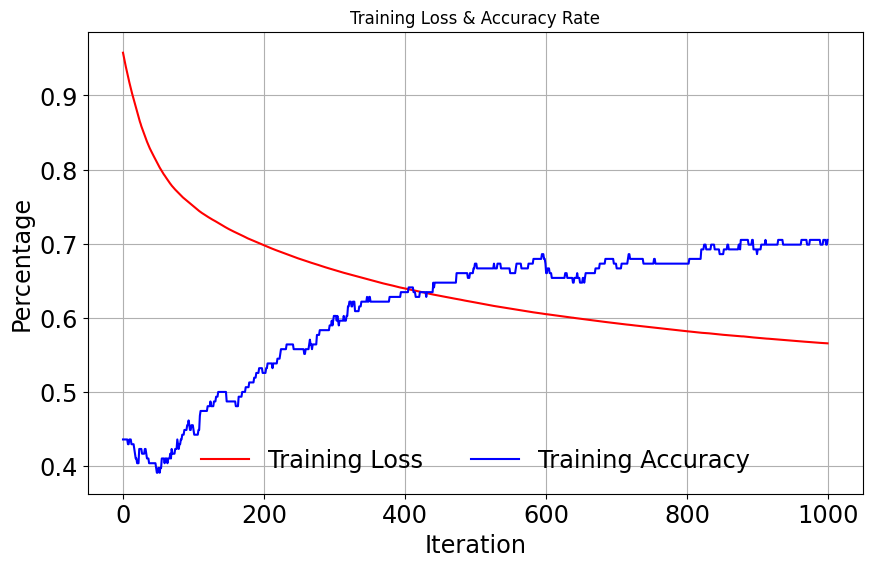 Training Loss & Accuracy Rate
0.9
0.8
0.7
0.6
0.5
0.4
Percentage
Training Loss
Training Accuracy
0 200 400 600 800 1000
Iteration